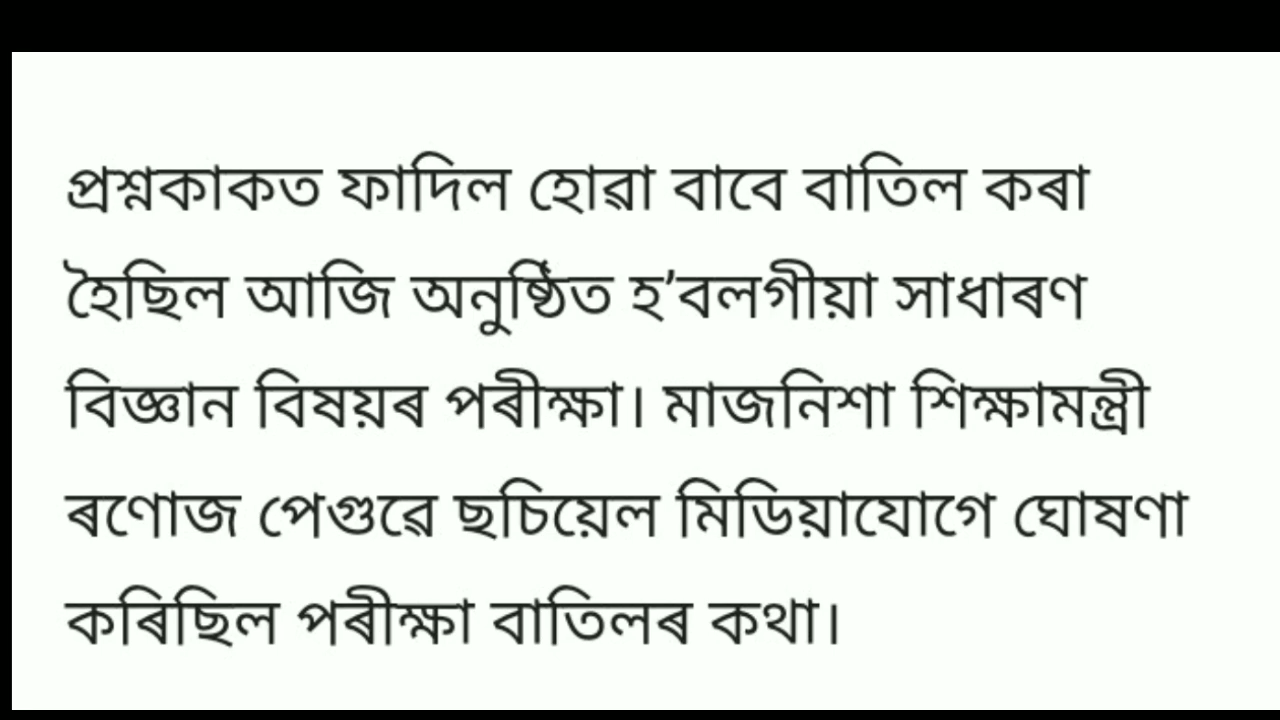 প্ৰশ্নকাকত ফাদিল হোৱা বাবে বাতিল কৰা
হৈছিল আজি অনুষ্ঠিত হ’বলগীয়া সাধাৰণ
বিজ্ঞান বিষয়ৰ পৰীক্ষা। মাজনিশা শিক্ষামন্ত্ৰী
ৰণোজ পেগুৱে ছচিয়েল মিডিয়াযোগে ঘোষণা
কৰিছিল পৰীক্ষা বাতিলৰ কথা।